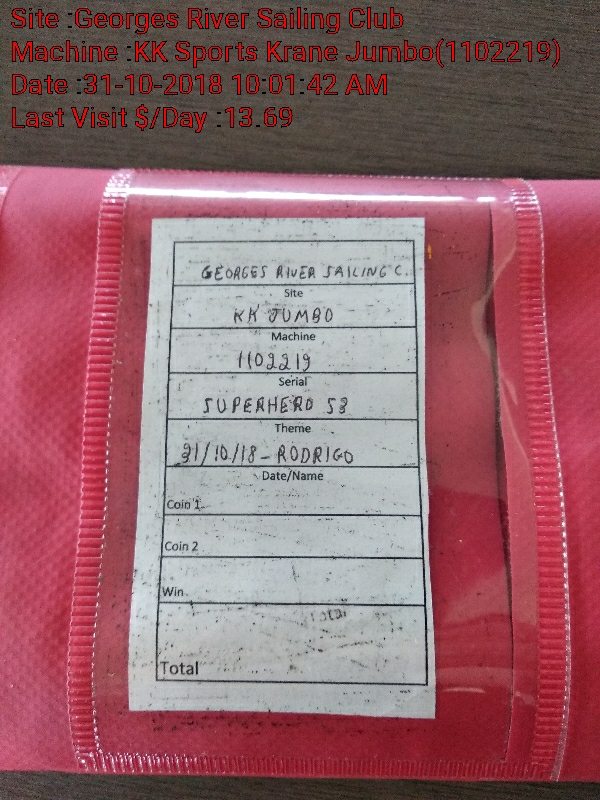 Site :Georges River Sailing Club
Machine :KK Sports Krane Jumbo(1102219)
Date :31-10-2018 10:01:42 AM
Last Visit $/Day :13.69
GEORGES RIVER SAILING C.
Site
KK JUMBO
Machine
1102219
Serial
SUPERHERO S3
Theme
31/10/18-RODRIGO
Date/Name
Coin 1
Coin 2
Win
Total
Total